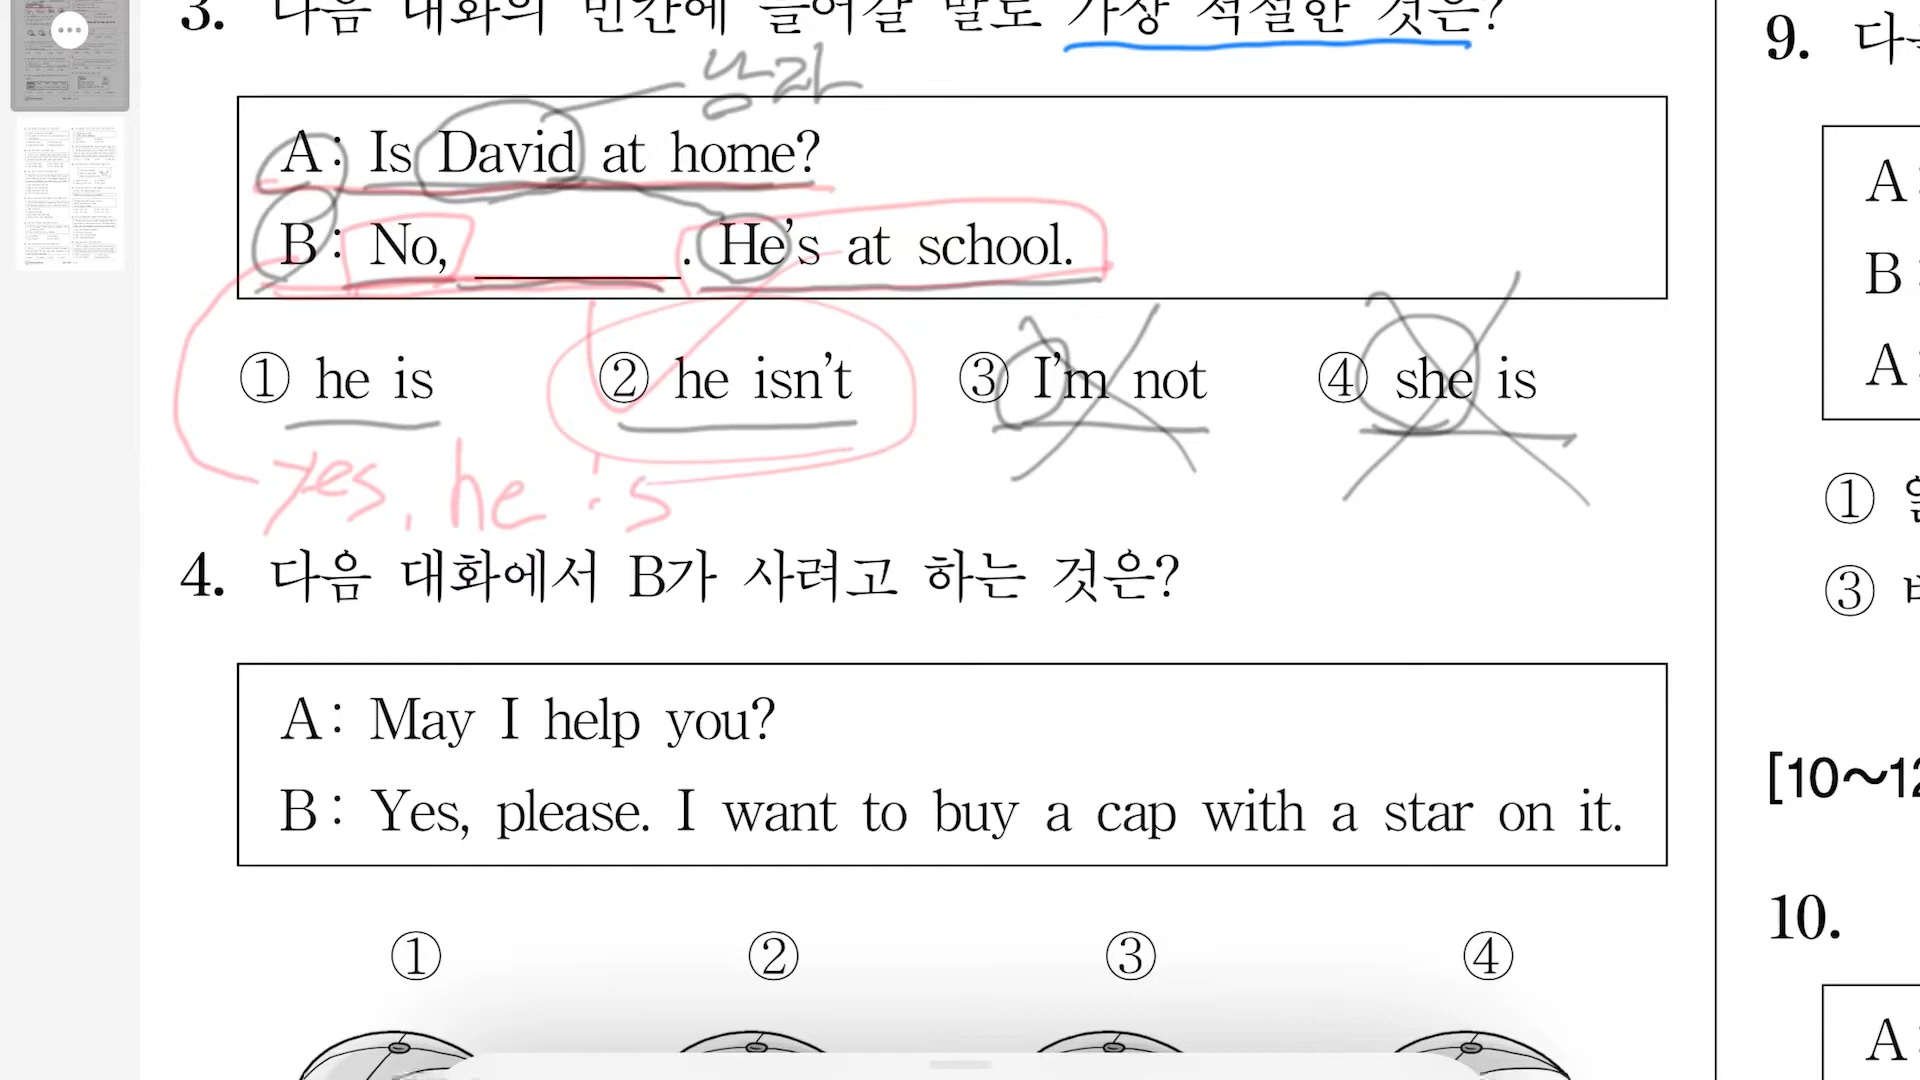 3. 다음 대화의 빈칸에 들어갈 말로 가장 적절한 것은?
남자
A: Is David at home?
B: No, ________. He's at school.
① he is ② he isn't ③ I'm not ④ she is
yes, he is
4. 다음 대화에서 B가 사려고 하는 것은?
A: May I help you?
B: Yes, please. I want to buy a cap with a star on it.
① ② ③ ④
9.
A
B:
A:
①
③
[10~12
10.
A: